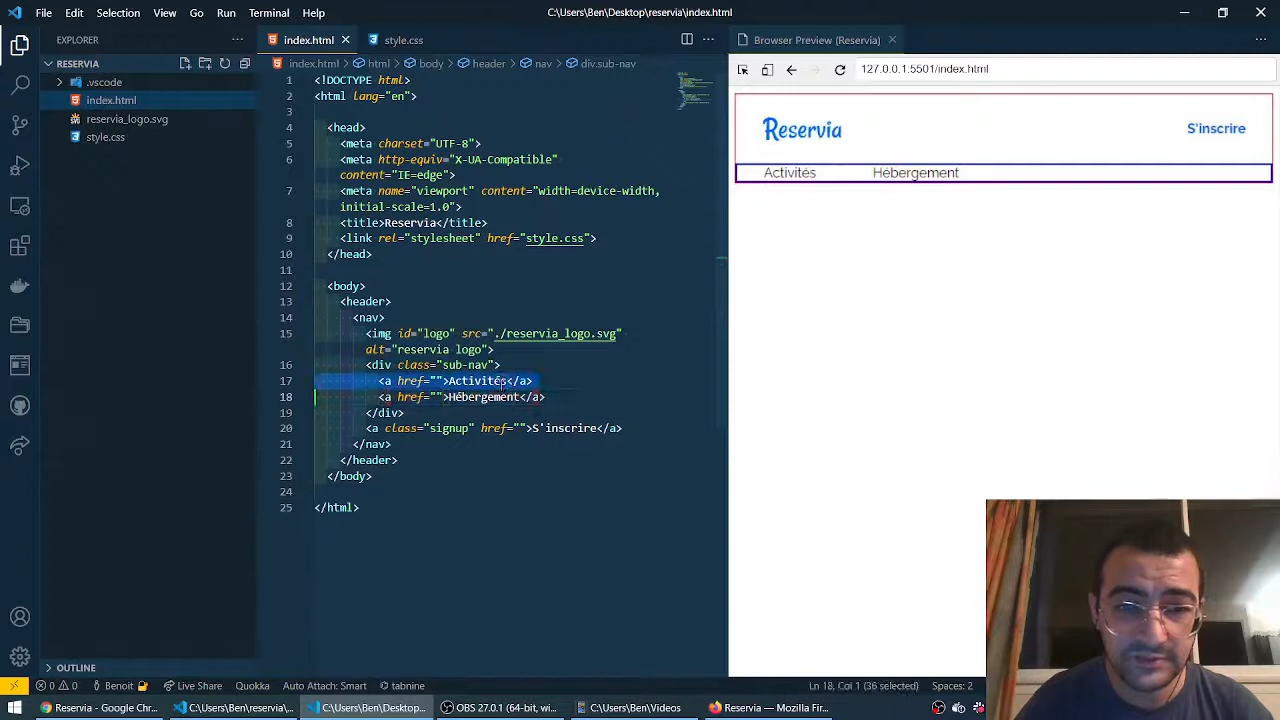 File Edit Selection View Go Run Terminal Help C:\Users\Ben\Desktop\reservia\index.html
EXPLORER ··· index.html style.css ··· Browser Preview (Reservia) ···
RESERVIA index.html > html > body > header > nav > div.sub-nav 127.0.0.1:5501/index.html
.vscode
index.html
reservia_logo.svg
style.css
1 <!DOCTYPE html>
2 <html lang="en">
3
4 <head>
5 <meta charset="UTF-8">
6 <meta http-equiv="X-UA-Compatible"
content="IE=edge">
7 <meta name="viewport" content="width=device-width,
initial-scale=1.0">
8 <title>Reservia</title>
9 <link rel="stylesheet" href="style.css">
10 </head>
11
12 <body>
13 <header>
14 <nav>
15 <img id="logo" src="./reservia_logo.svg"
alt="reservia logo">
16 <div class="sub-nav">
17 <a href="">Activités</a>
18 <a href="">Hébergement</a>
19 </div>
20 <a class="signup" href="">S'inscrire</a>
21 </nav>
22 </header>
23 </body>
24
25 </html>
Reservia S'inscrire
Activités Hébergement
OUTLINE
0 0 Benoit Live Share Quokka Auto Attach: Smart tabnine Ln 18, Col 1 (36 selected) Spaces: 2
Reservia - Google Chr... C:\Users\Ben\reservia\... C:\Users\Ben\Desktop... OBS 27.0.1 (64-bit, wi... C:\Users\Ben\Videos Reservia — Mozilla Fir...